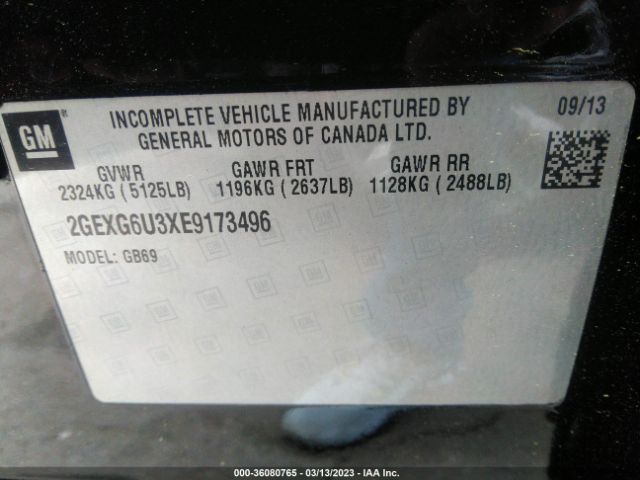 GM
INCOMPLETE VEHICLE MANUFACTURED BY
GENERAL MOTORS OF CANADA LTD.
09/13
GVWR GAWR FRT GAWR RR
2324KG ( 5125LB) 1196KG ( 2637LB) 1128KG ( 2488LB)
2GEXG6U3XE9173496
MODEL: GB69
000-36080765 — 03/13/2023 — IAA Inc.